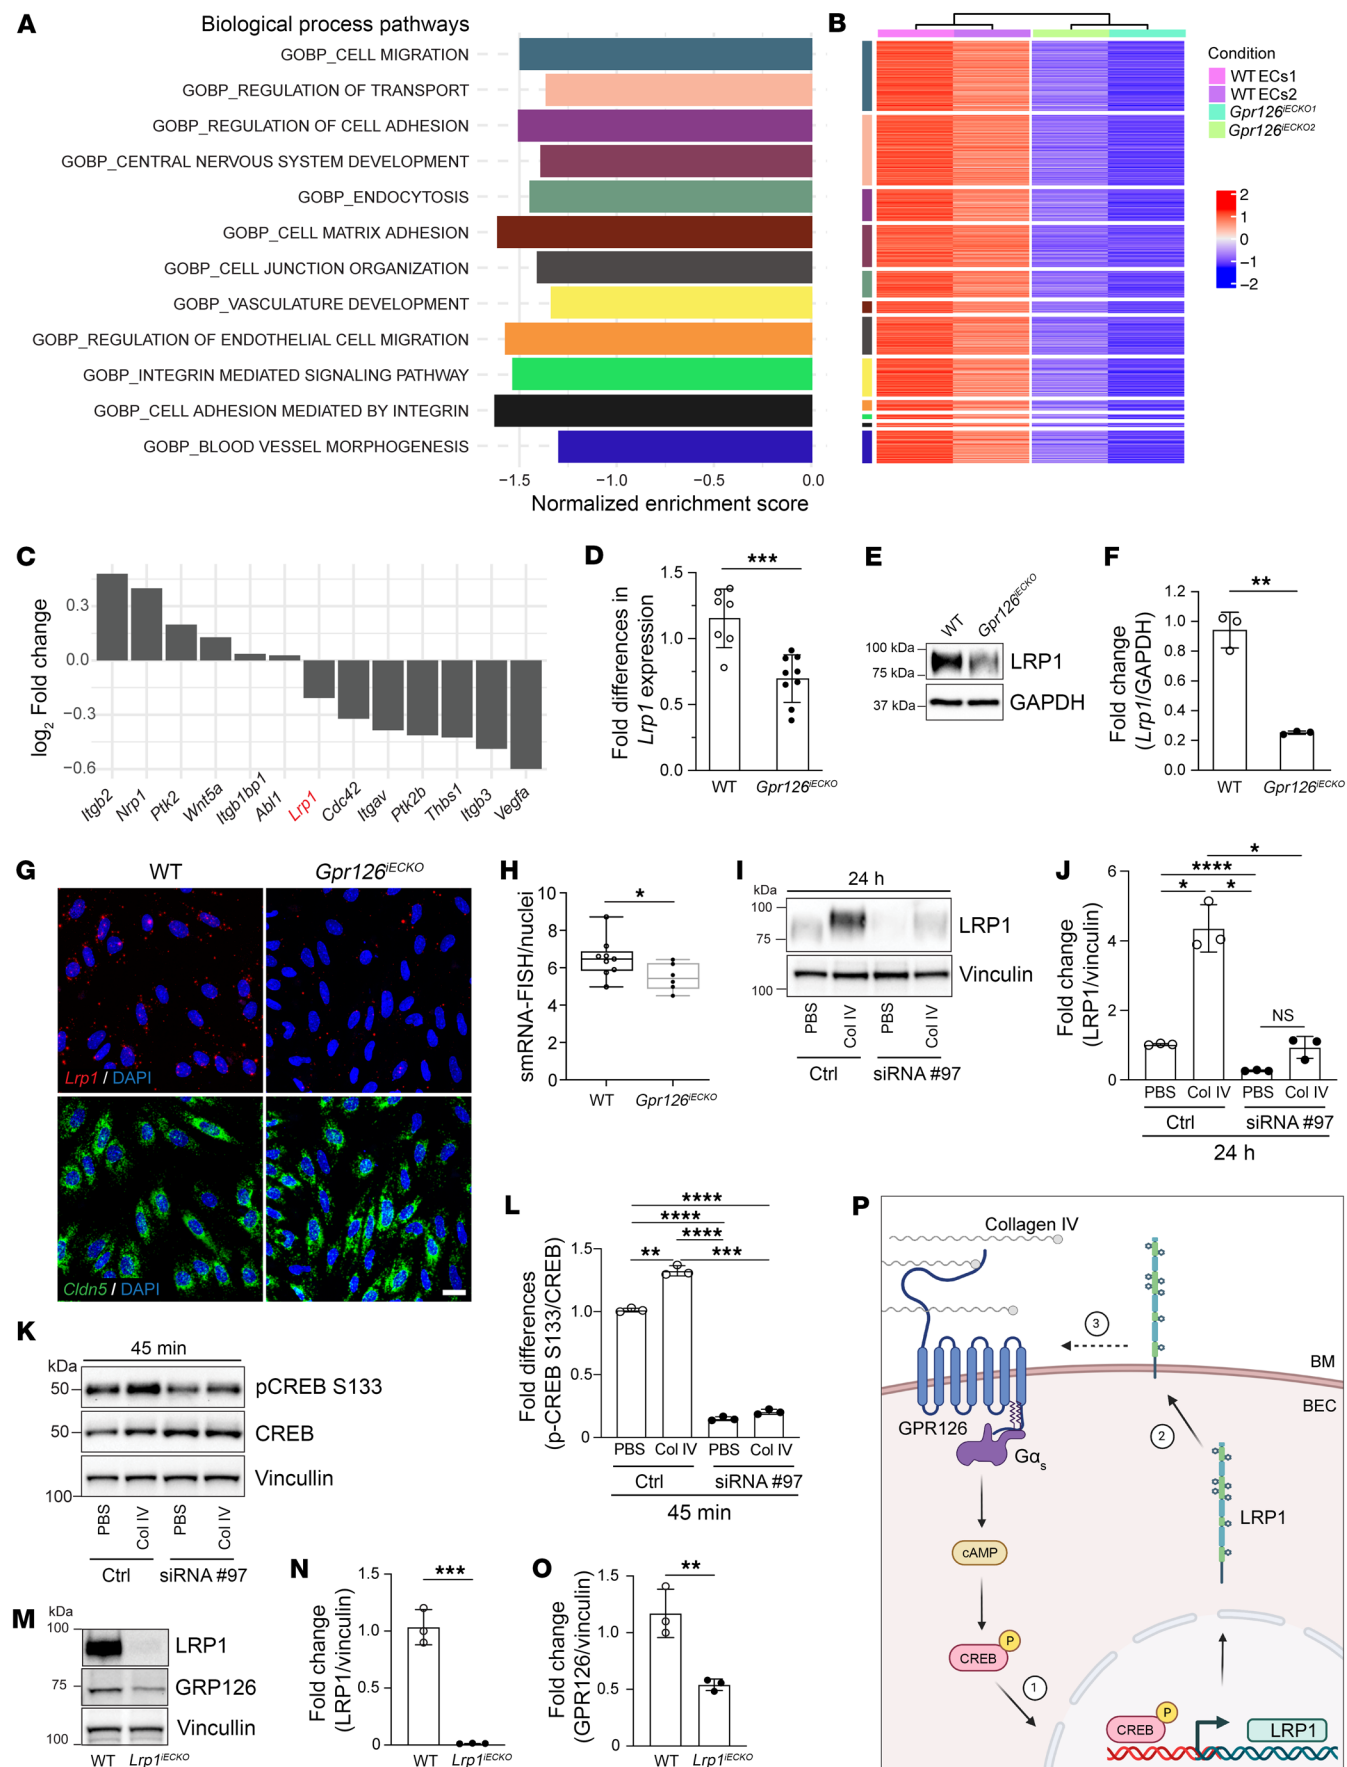 A
Biological process pathways
GOBP_CELL MIGRATION
GOBP_REGULATION OF TRANSPORT
GOBP_REGULATION OF CELL ADHESION
GOBP_CENTRAL NERVOUS SYSTEM DEVELOPMENT
GOBP_ENDOCYTOSIS
GOBP_CELL MATRIX ADHESION
GOBP_CELL JUNCTION ORGANIZATION
GOBP_VASCULATURE DEVELOPMENT
GOBP_REGULATION OF ENDOTHELIAL CELL MIGRATION
GOBP_INTEGRIN MEDIATED SIGNALING PATHWAY
GOBP_CELL ADHESION MEDIATED BY INTEGRIN
GOBP_BLOOD VESSEL MORPHOGENESIS
−1.5 −1.0 −0.5 0.0
Normalized enrichment score
B
Condition
WT ECs1
WT ECs2
Gpr126iECKO1
Gpr126iECKO2
2
1
0
−1
−2
C
log2 Fold change
0.3
0.0
−0.3
−0.6
Itgb2 Nrp1 Ptk2 Wnt5a Itgb1bp1 Abl1 Lrp1 Cdc42 Itgav Ptk2b Thbs1 Itgb3 Vegfa
D
Fold differences in
Lrp1 expression
1.5
1.0
0.5
0.0
***
WT Gpr126iECKO
E
WT Gpr126iECKO
100 kDa
75 kDa
LRP1
37 kDa
GAPDH
F
Fold change
(Lrp1/GAPDH)
1.2
1.0
0.8
0.6
0.4
0.2
0.0
**
WT Gpr126iECKO
G
WT Gpr126iECKO
Lrp1 / DAPI
Cldn5 / DAPI
H
smRNA-FISH/nuclei
10
8
6
4
2
0
*
WT Gpr126iECKO
I
24 h
kDa
100
75
LRP1
Vinculin
100
PBS Col IV PBS Col IV
Ctrl siRNA #97
J
Fold change
(LRP1/vinculin)
6
4
2
0
*
****
* *
NS
PBS Col IV PBS Col IV
Ctrl siRNA #97
24 h
K
45 min
kDa
50
pCREB S133
50
CREB
Vincullin
100
PBS Col IV PBS Col IV
Ctrl siRNA #97
L
Fold differences
(p-CREB S133/CREB)
1.5
1.0
0.5
0
****
****
****
** ***
PBS Col IV PBS Col IV
Ctrl siRNA #97
45 min
M
kDa
100
LRP1
75
GRP126
Vincullin
100
WT Lrp1iECKO
N
Fold change
(LRP1/vinculin)
1.5
1.0
0.5
0
***
WT Lrp1iECKO
O
Fold change
(GPR126/vinculin)
1.5
1.0
0.5
0
**
WT Lrp1iECKO
P
Collagen IV
3
BM
BEC
GPR126
Gαs
2
LRP1
cAMP
CREB P
1
CREB P
LRP1